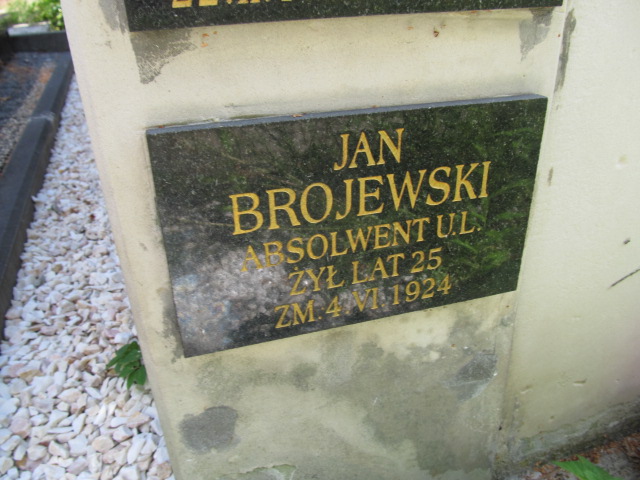 JAN
BROJEWSKI
ABSOLWENT U.L.
ŻYŁ LAT 25
ZM. 4 VI 1924